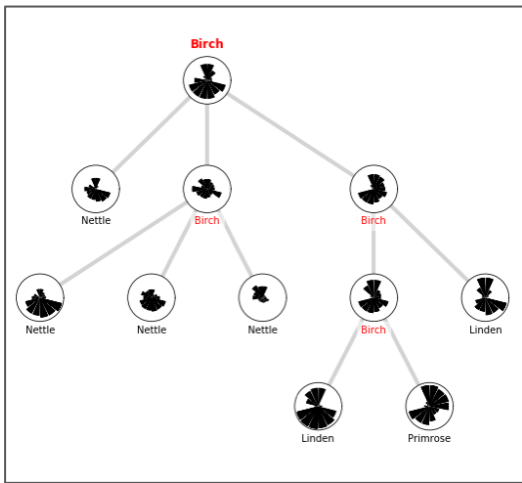 Birch
Nettle
Birch
Birch
Nettle
Nettle
Nettle
Birch
Linden
Linden
Primrose